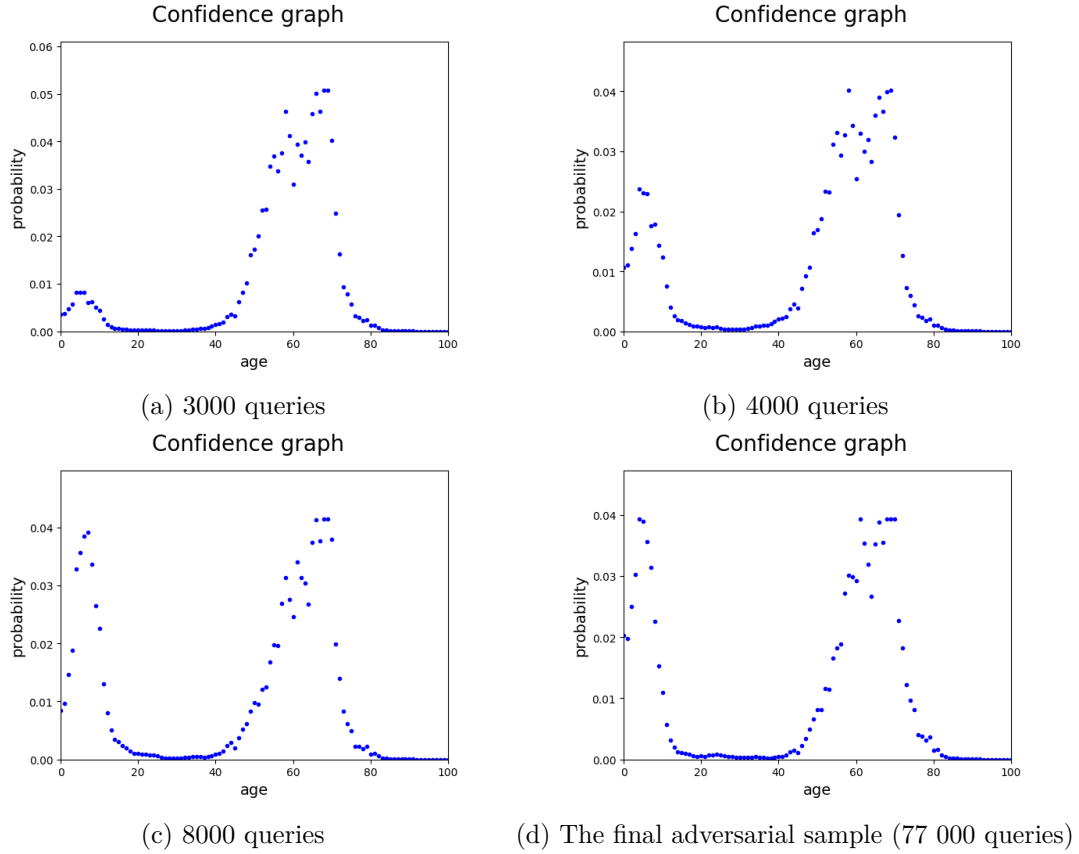 Confidence graph
0.06
0.05
0.04
0.03
0.02
0.01
0.00
probability
0 20 40 60 80 100
age
(a) 3000 queries
Confidence graph
0.04
0.03
0.02
0.01
0.00
probability
0 20 40 60 80 100
age
(b) 4000 queries
Confidence graph
0.04
0.03
0.02
0.01
0.00
probability
0 20 40 60 80 100
age
(c) 8000 queries
Confidence graph
0.04
0.03
0.02
0.01
0.00
probability
0 20 40 60 80 100
age
(d) The final adversarial sample (77 000 queries)